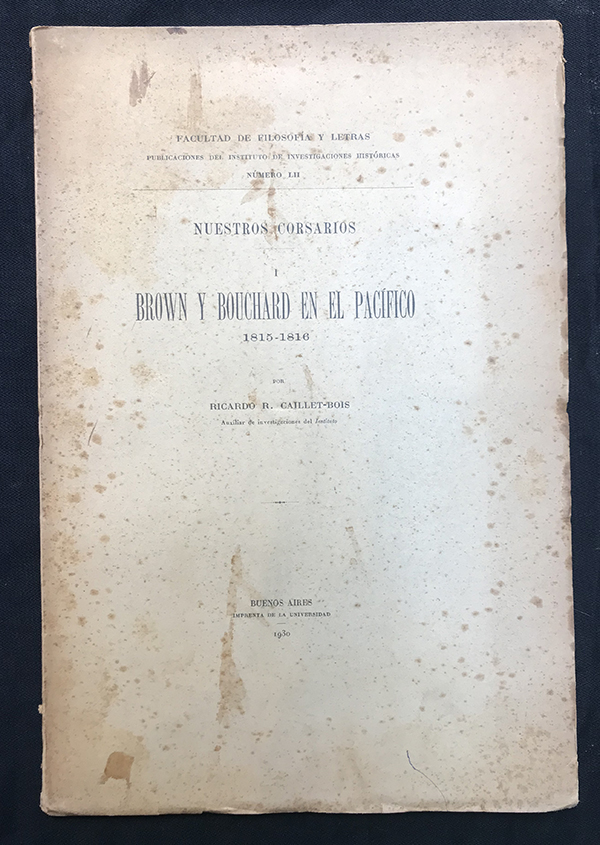 FACULTAD DE FILOSOFÍA Y LETRAS
PUBLICACIONES DEL INSTITUTO DE INVESTIGACIONES HISTÓRICAS
NÚMERO LII
NUESTROS CORSARIOS
I
BROWN Y BOUCHARD EN EL PACÍFICO
1815-1816
POR
RICARDO R. CAILLET-BOIS
Auxiliar de investigaciones del Instituto
BUENOS AIRES
IMPRENTA DE LA UNIVERSIDAD
1930